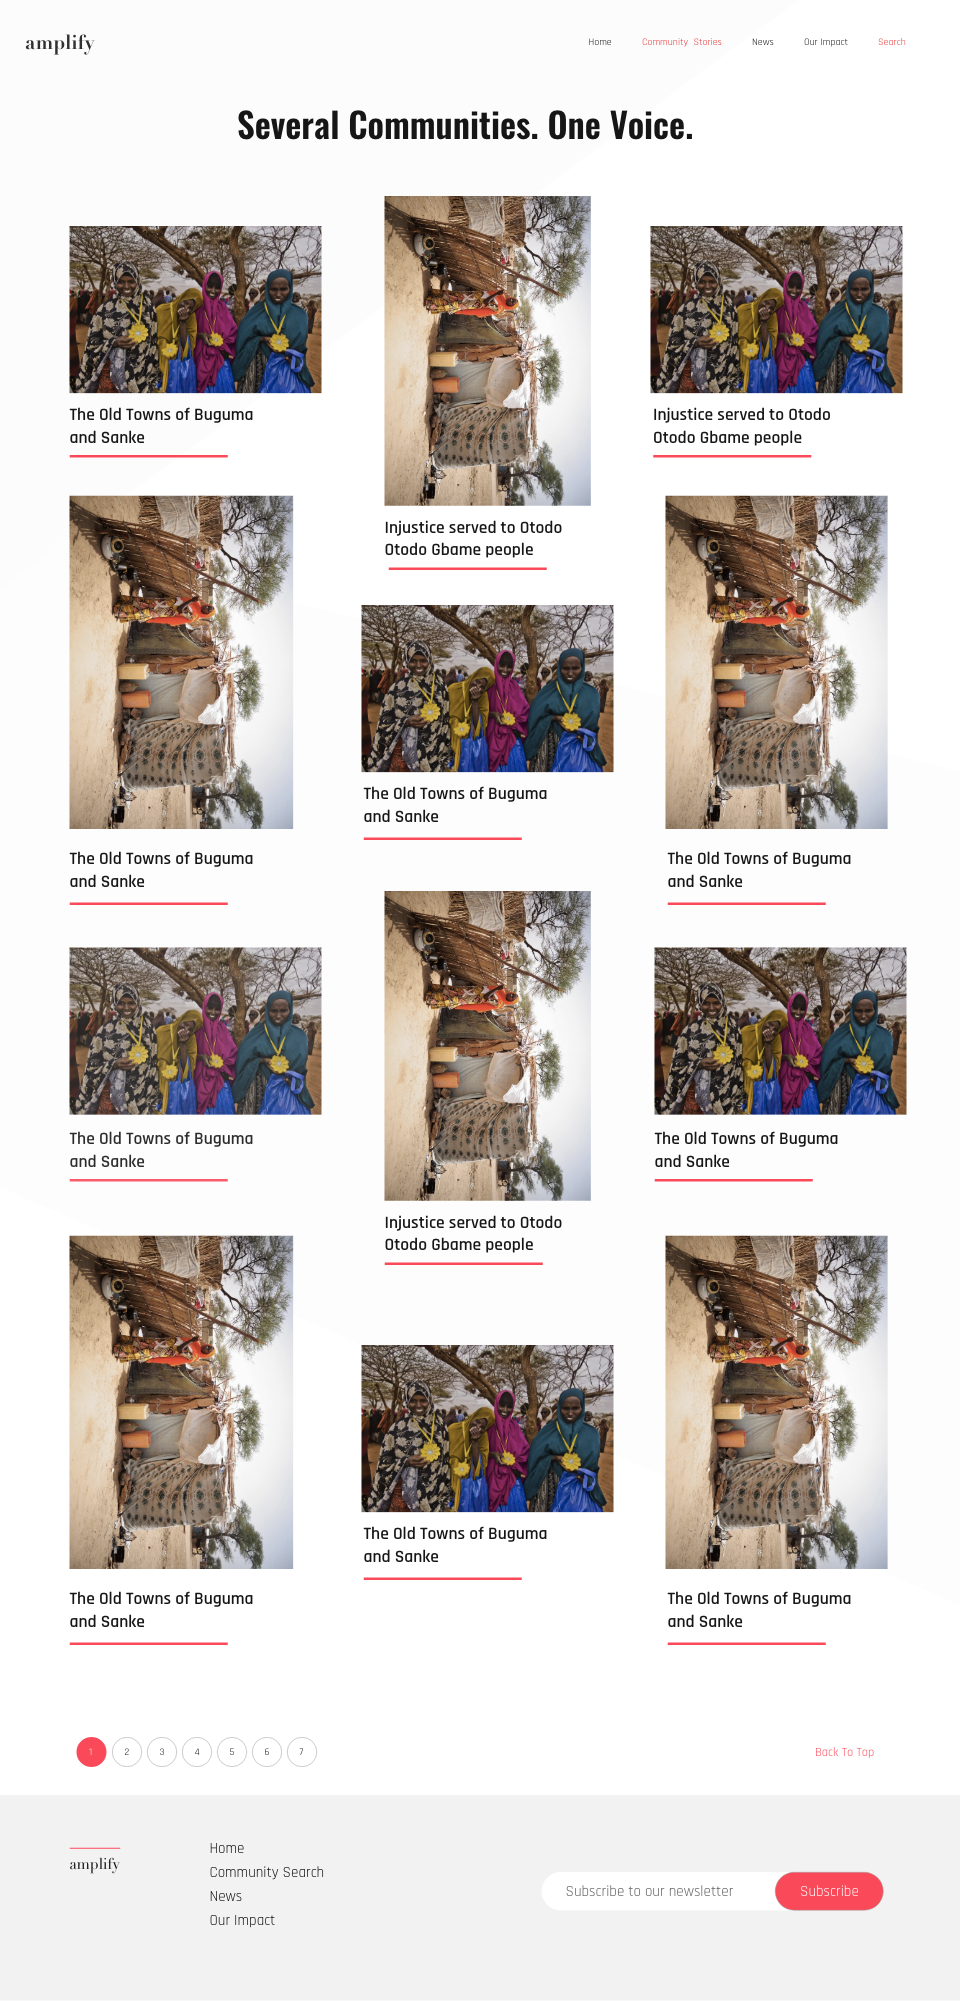 amplify
Home Community Stories News Our Impact Search
Several Communities. One Voice.
The Old Towns of Buguma
and Sanke
Injustice served to Otodo
Otodo Gbame people
Injustice served to Otodo
Otodo Gbame people
The Old Towns of Buguma
and Sanke
The Old Towns of Buguma
and Sanke
The Old Towns of Buguma
and Sanke
The Old Towns of Buguma
and Sanke
Injustice served to Otodo
Otodo Gbame people
The Old Towns of Buguma
and Sanke
The Old Towns of Buguma
and Sanke
The Old Towns of Buguma
and Sanke
The Old Towns of Buguma
and Sanke
1 2 3 4 5 6 7
Back To Tap
amplify
Home
Community Search
News
Our Impact
Subscribe to our newsletter
Subscribe